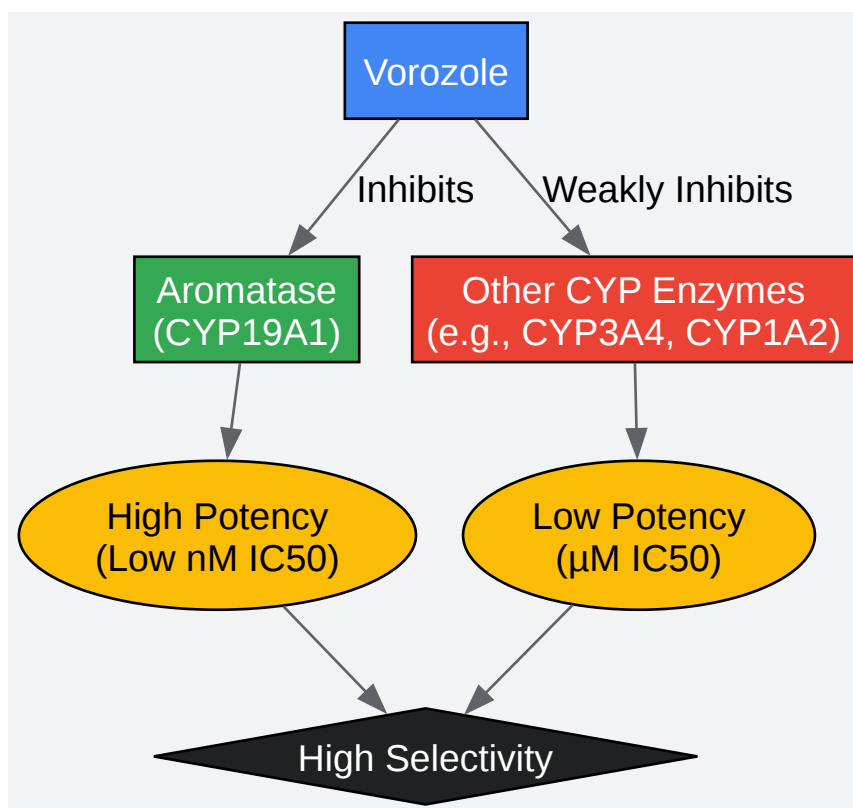 Vorozole
Inhibits
Weakly Inhibits
Aromatase
(CYP19A1)
Other CYP Enzymes
(e.g., CYP3A4, CYP1A2)
High Potency
(Low nM IC50)
Low Potency
(µM IC50)
High Selectivity